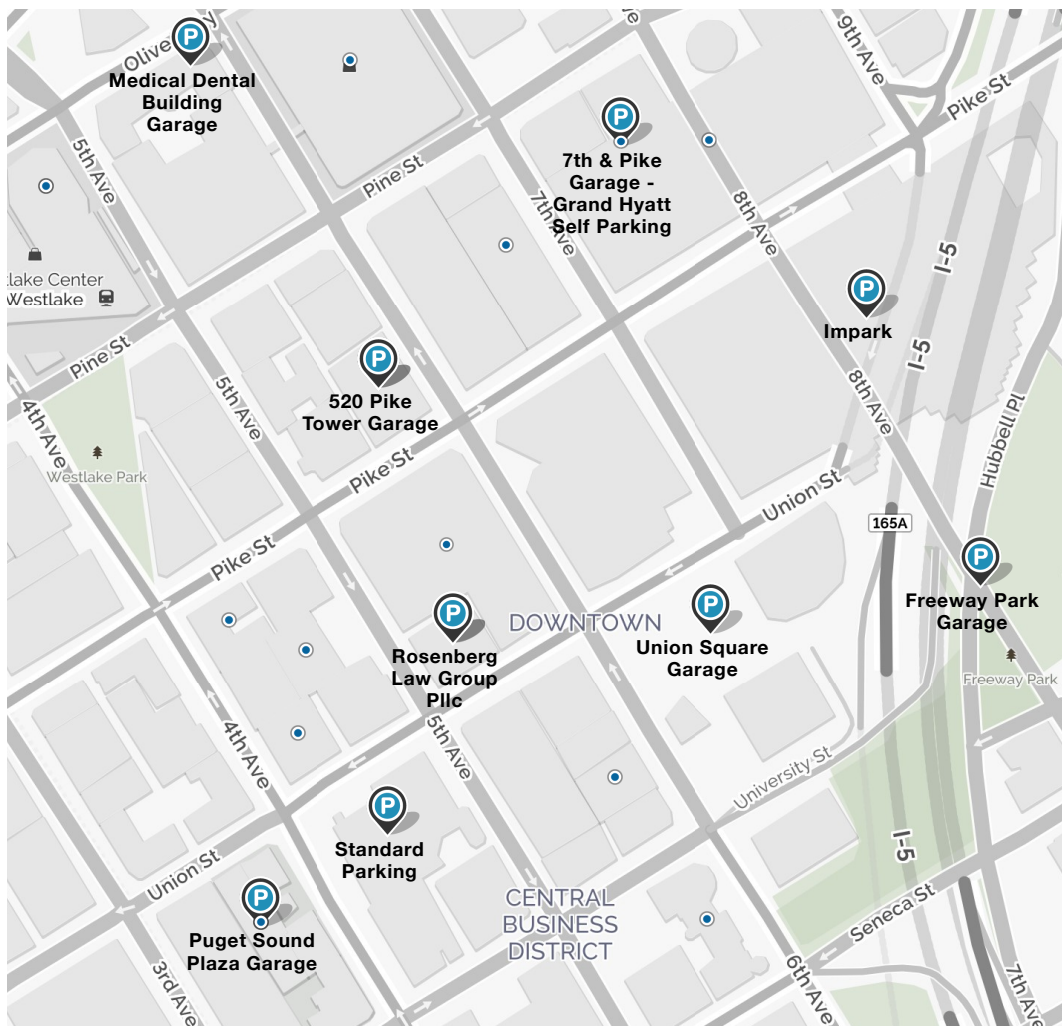 Olive
y
P
Medical Dental
Building
Garage
Ave
9th Ave
Pike St
P
7th & Pike
Garage -
Grand Hyatt
Self Parking
5th Ave
Pine St
7th Ave
8th Ave
I-5
P
Impark
tlake Center
Westlake
Pine St
I-5
P
520 Pike
Tower Garage
5th Ave
8th Ave
4th Ave
Westlake Park
Pike St
Hubbell Pl
Union St
165A
Pike St
P
Freeway Park
Garage
P
Rosenberg
Law Group
Pllc
DOWNTOWN
P
Union Square
Garage
Freeway Park
4th Ave
5th Ave
University St
P
Standard
Parking
I-5
Union St
P
Puget Sound
Plaza Garage
CENTRAL
BUSINESS
DISTRICT
Seneca St
3rd Ave
6th Ave
7th Ave